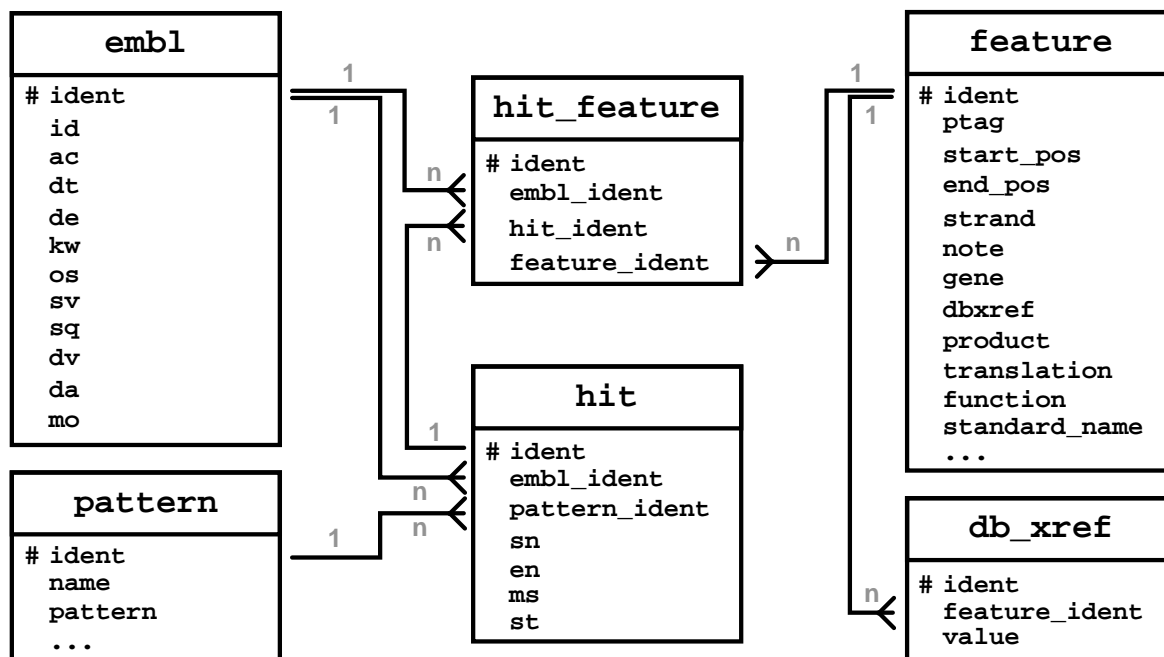 embl
# ident
id
ac
dt
de
kw
os
sv
sq
dv
da
mo
pattern
# ident
name
pattern
...
1
1
n
n
1
n
1
n
hit_feature
# ident
embl_ident
hit_ident
feature_ident
hit
# ident
embl_ident
pattern_ident
sn
en
ms
st
1
1
n
n
feature
# ident
ptag
start_pos
end_pos
strand
note
gene
dbxref
product
translation
function
standard_name
...
db_xref
# ident
feature_ident
value